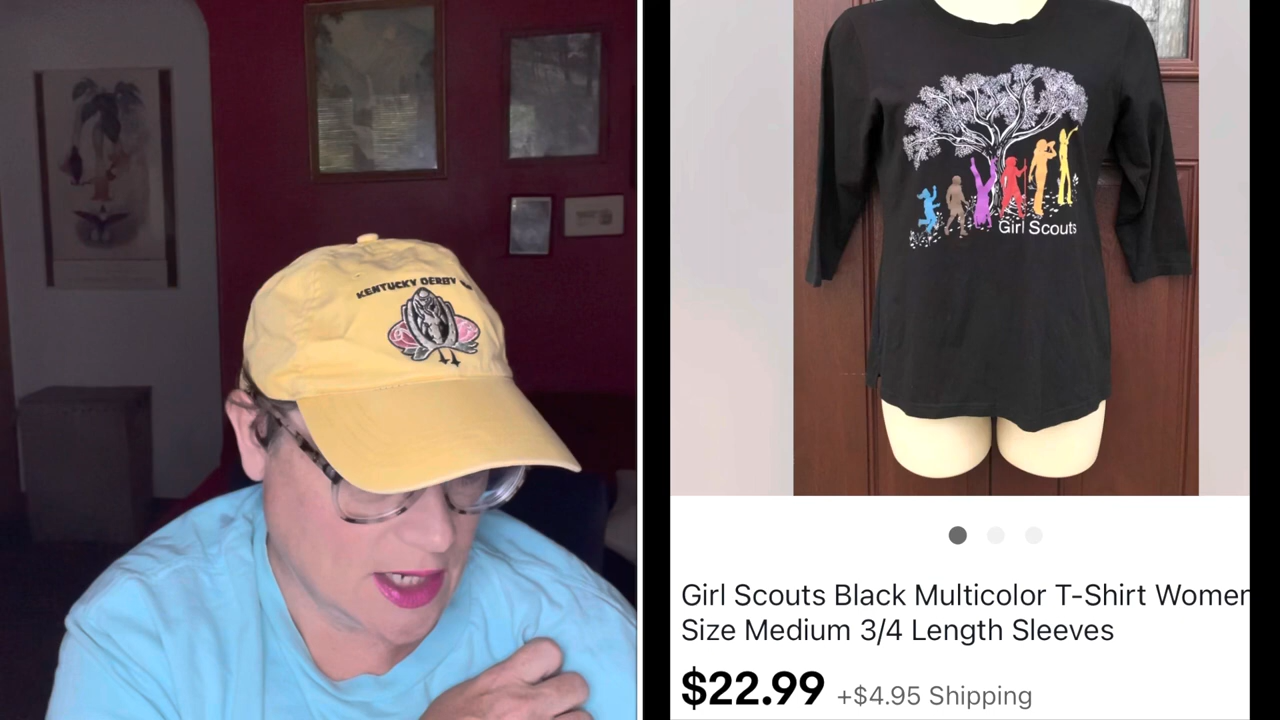 KENTUCKY DERBY
Girl Scouts
Girl Scouts Black Multicolor T-Shirt Women
Size Medium 3/4 Length Sleeves
$22.99 +$4.95 Shipping